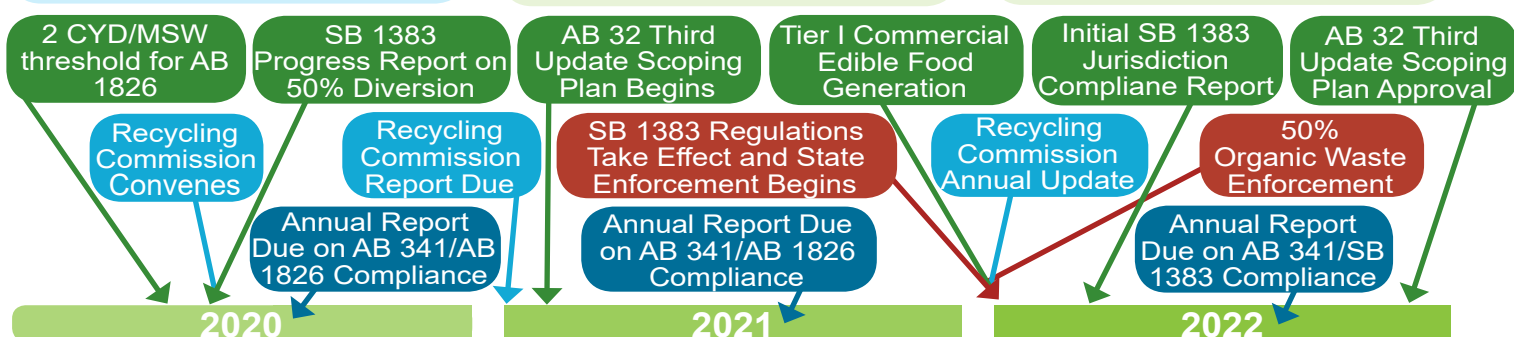 2 CYD/MSW
threshold for AB
1826
SB 1383
Progress Report on
50% Diversion
AB 32 Third
Update Scoping
Plan Begins
Tier I Commercial
Edible Food
Generation
Initial SB 1383
Jurisdiction
Compliane Report
AB 32 Third
Update Scoping
Plan Approval
Recycling
Commission
Convenes
Recycling
Commission
Report Due
SB 1383 Regulations
Take Effect and State
Enforcement Begins
Recycling
Commission
Annual Update
50%
Organic Waste
Enforcement
Annual Report
Due on AB 341/AB
1826 Compliance
Annual Report Due
on AB 341/AB 1826
Compliance
Annual Report
Due on AB 341/SB
1383 Compliance
2020
2021
2022